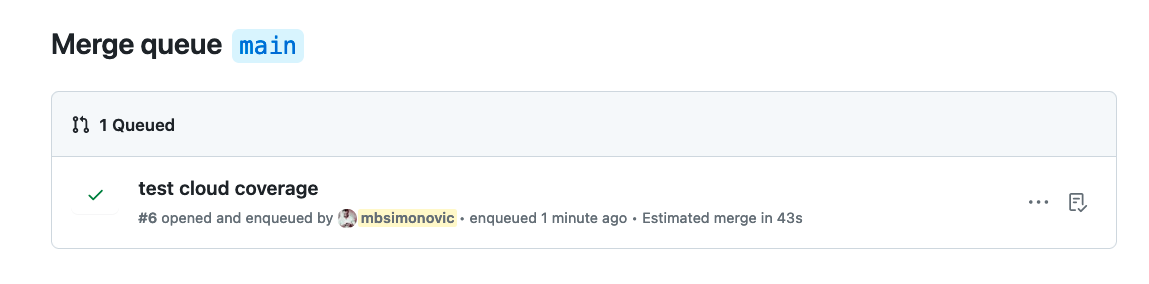 Merge queue main
1 Queued
test cloud coverage
#6 opened and enqueued by mbsimonovic • enqueued 1 minute ago • Estimated merge in 43s